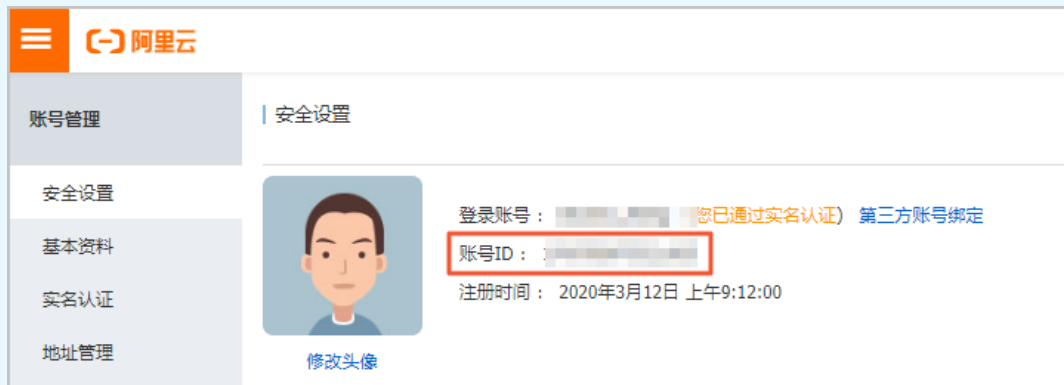 阿里云
账号管理
安全设置
安全设置
基本资料
实名认证
地址管理
登录账号： 您已通过实名认证) 第三方账号绑定
账号ID：
注册时间： 2020年3月12日 上午9:12:00
修改头像